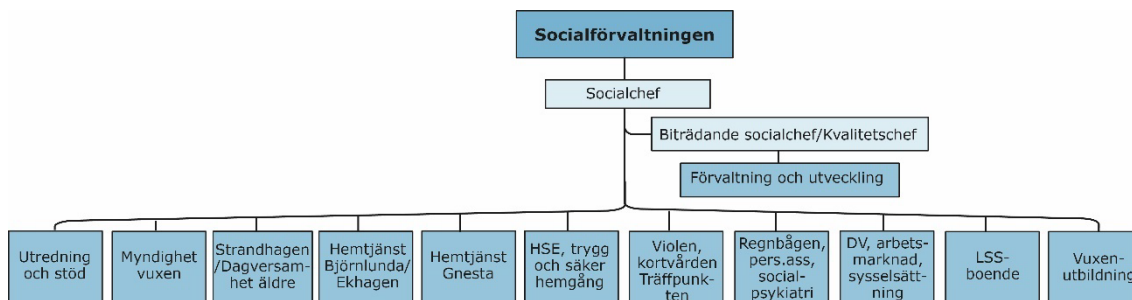 Socialförvaltningen
Socialchef
Biträdande socialchef/Kvalitetschef
Förvaltning och utveckling
Utredning
och stöd
Myndighet
vuxen
Strandhagen
/Dagversam-
het äldre
Hemtjänst
Björnlunda/
Ekhagen
Hemtjänst
Gnesta
HSE, trygg
och säker
hemgång
Violen,
kortvården
Träffpunk-
ten
Regnbågen,
pers.ass,
social-
psykiatri
DV, arbets-
marknad,
sysselsätt-
ning
LSS-
boende
Vuxen-
utbildning